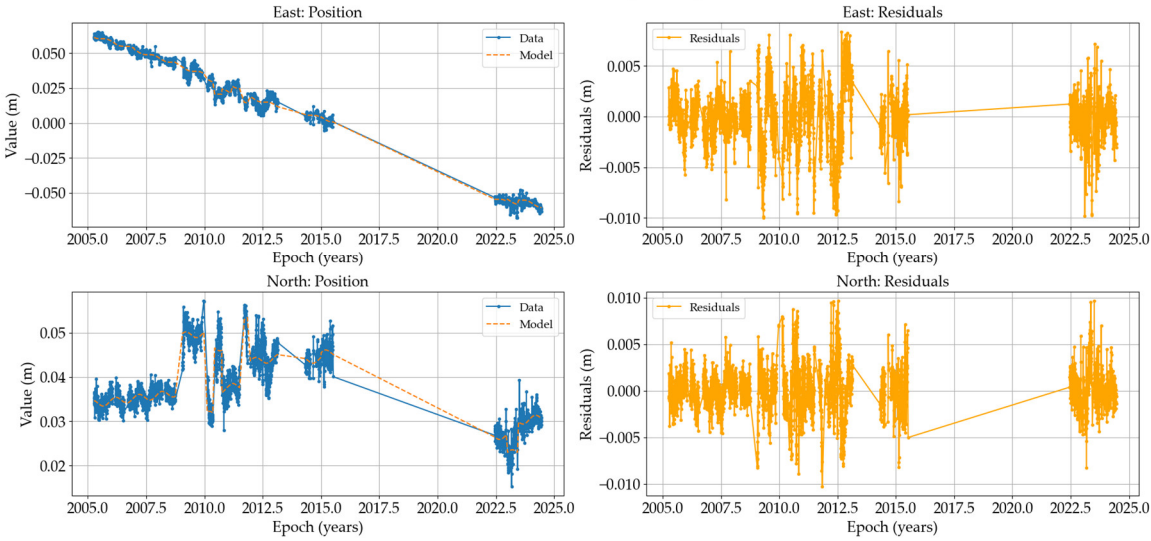 East: Position
Value (m)
0.050
0.025
0.000
−0.025
−0.050
Data
Model
2005.0 2007.5 2010.0 2012.5 2015.0 2017.5 2020.0 2022.5 2025.0
Epoch (years)
East: Residuals
Residuals (m)
0.005
0.000
−0.005
−0.010
Residuals
2005.0 2007.5 2010.0 2012.5 2015.0 2017.5 2020.0 2022.5 2025.0
Epoch (years)
North: Position
Value (m)
0.05
0.04
0.03
0.02
Data
Model
2005.0 2007.5 2010.0 2012.5 2015.0 2017.5 2020.0 2022.5 2025.0
Epoch (years)
North: Residuals
Residuals (m)
0.010
0.005
0.000
−0.005
−0.010
Residuals
2005.0 2007.5 2010.0 2012.5 2015.0 2017.5 2020.0 2022.5 2025.0
Epoch (years)